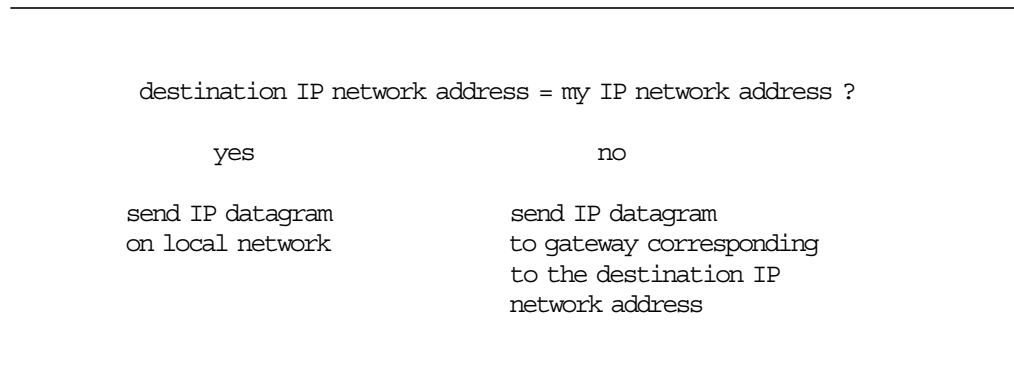 destination IP network address = my IP network address ?
yes
no
send IP datagram
on local network
send IP datagram
to gateway corresponding
to the destination IP
network address